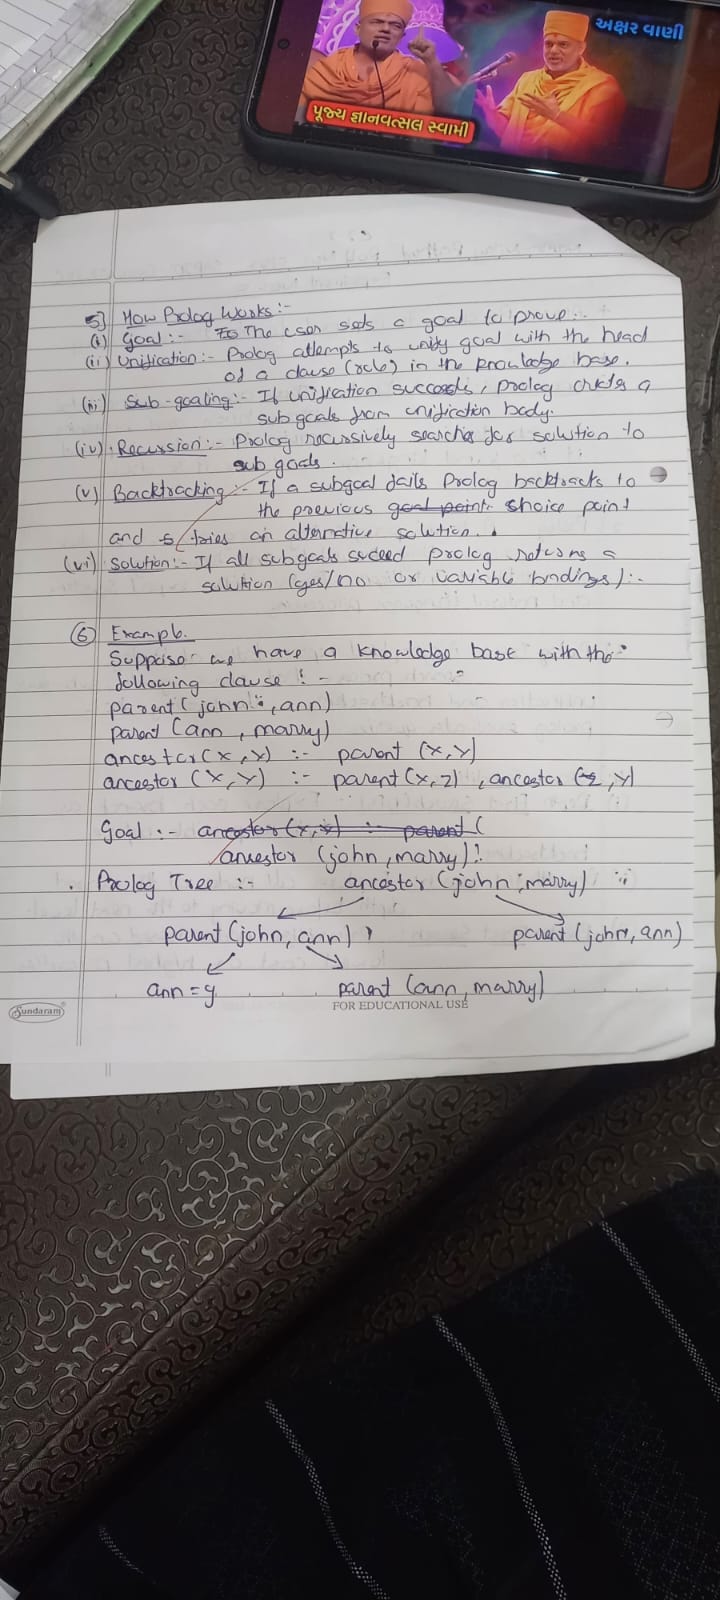 અક્ષર વાણી
પૂજ્ય જ્ઞાનવત્સલ સ્વામી
5] How Prolog Works :-
(i) Goal :- The user sets a goal to prove :.
(ii) Unification :- Prolog attempts to unify goal with the head
of a clause (rule) in the knowledge base.
(iii) Sub-goaling :- If unification succeeds, prolog creates a
sub goals from unification body.
(iv) Recursion :- Prolog recursively searches for solution to
sub goals.
(v) Backtracking :- If a subgoal fails Prolog backtracks to
the previous goal point choice point
and tries an alternative solution.
(vi) Solution :- If all subgoals succeed prolog returns a
solution (yes/no or variable bindings) :.
6 Example.
Suppose we have a knowledge base with the
following clause : -
parent (john, ann)
parent (ann, marry)
ancestor (X, Y) :- parent (X, Y)
ancestor (X, Y) :- parent (X, Z), ancestor (Z, Y)
Goal :- ancestor (X, Y) :- parent (
ancestor (john, marry)!
Prolog Tree :- ancestor (john, marry)
parent (john, ann) parent (john, ann)
ann = y parent (ann, marry)
Sundaram
FOR EDUCATIONAL USE